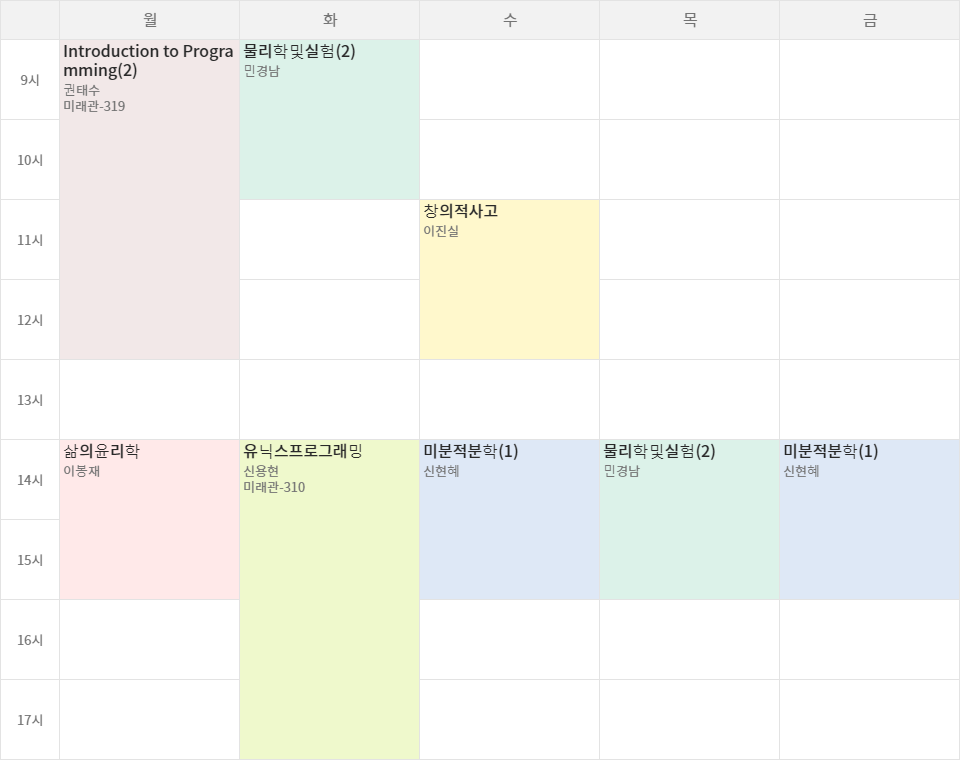 월 화 수 목 금
9시
Introduction to Progra
mming(2)
권태수
미래관-319
물리학및실험(2)
민경남
10시
11시
창의적사고
이진실
12시
13시
14시
삶의윤리학
이봉재
유닉스프로그래밍
신용현
미래관-310
미분적분학(1)
신현혜
물리학및실험(2)
민경남
미분적분학(1)
신현혜
15시
16시
17시